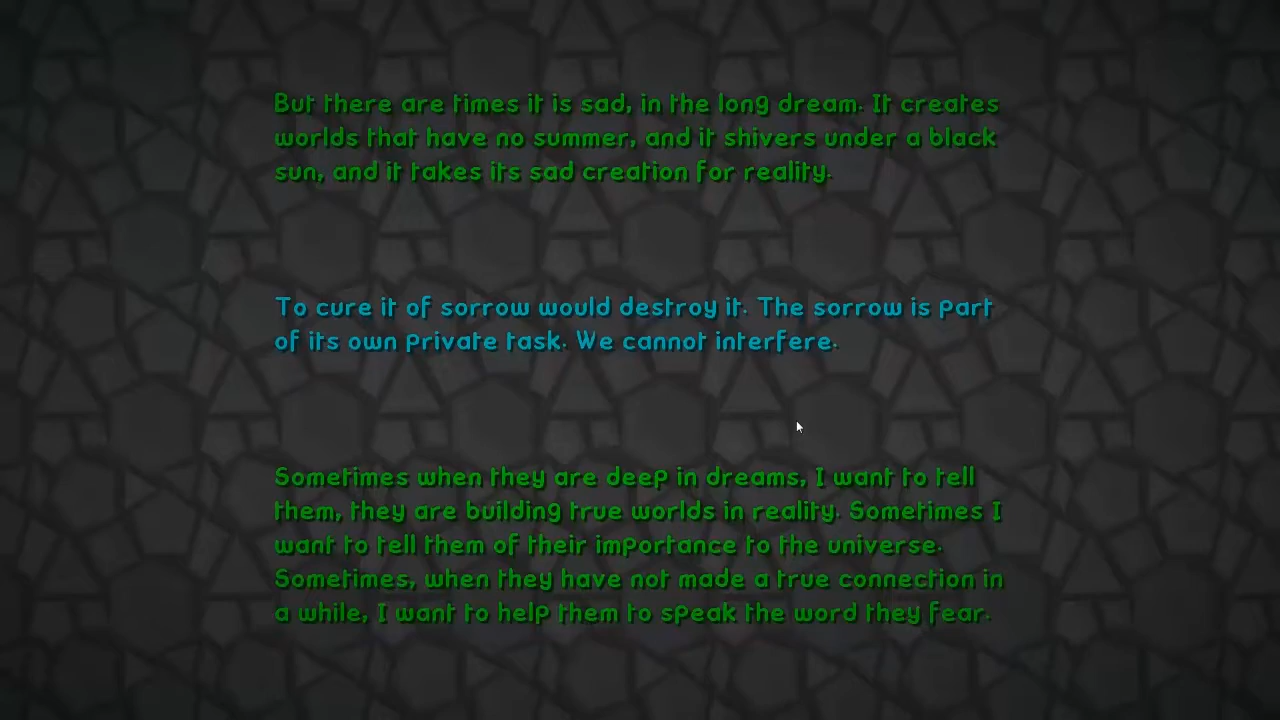 But there are times it is sad, in the long dream. It creates
worlds that have no summer, and it shivers under a black
sun, and it takes its sad creation for reality.
To cure it of sorrow would destroy it. The sorrow is part
of its own private task. We cannot interfere.
Sometimes when they are deep in dreams, I want to tell
them, they are building true worlds in reality. Sometimes I
want to tell them of their importance to the universe.
Sometimes, when they have not made a true connection in
a while, I want to help them to speak the word they fear.